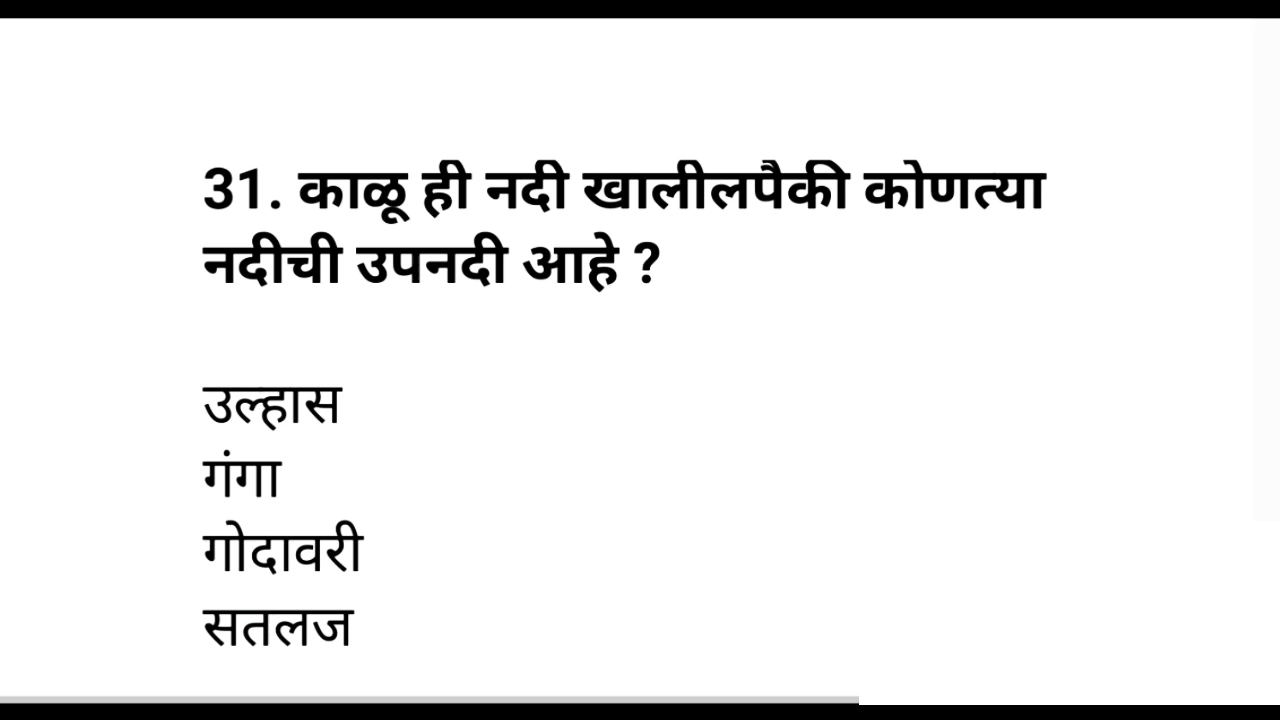 31. काळू ही नदी खालीलपैकी कोणत्या
नदीची उपनदी आहे ?
उल्हास
गंगा
गोदावरी
सतलज